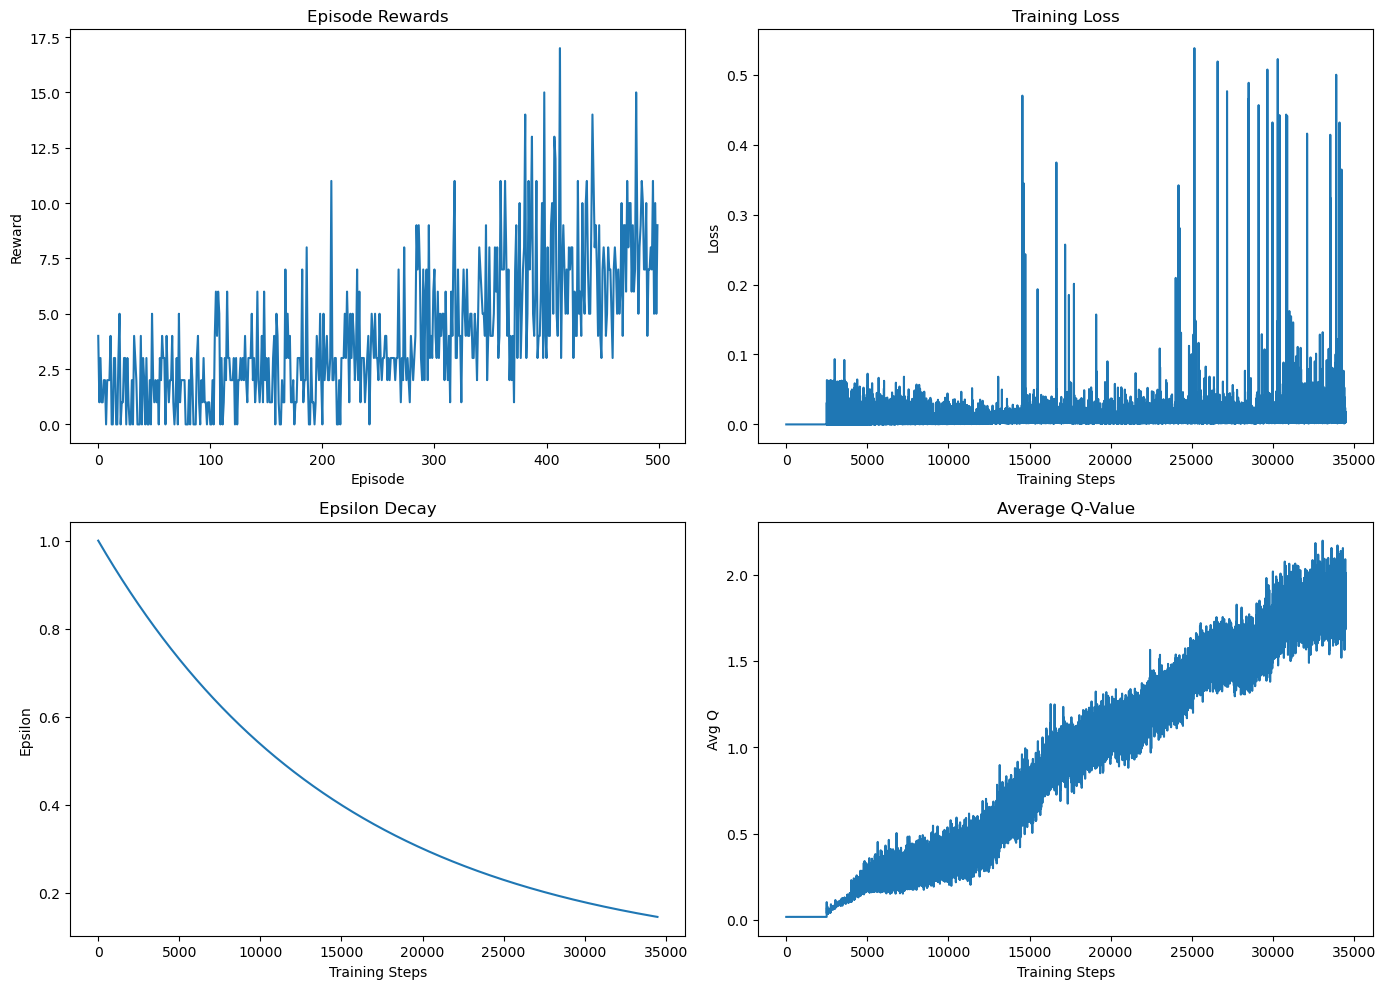 Episode Rewards
17.5
15.0
12.5
10.0
7.5
5.0
2.5
0.0
Reward
0 100 200 300 400 500
Episode
Training Loss
0.5
0.4
0.3
0.2
0.1
0.0
Loss
0 5000 10000 15000 20000 25000 30000 35000
Training Steps
Epsilon Decay
1.0
0.8
0.6
0.4
0.2
Epsilon
0 5000 10000 15000 20000 25000 30000 35000
Training Steps
Average Q-Value
2.0
1.5
1.0
0.5
0.0
Avg Q
0 5000 10000 15000 20000 25000 30000 35000
Training Steps